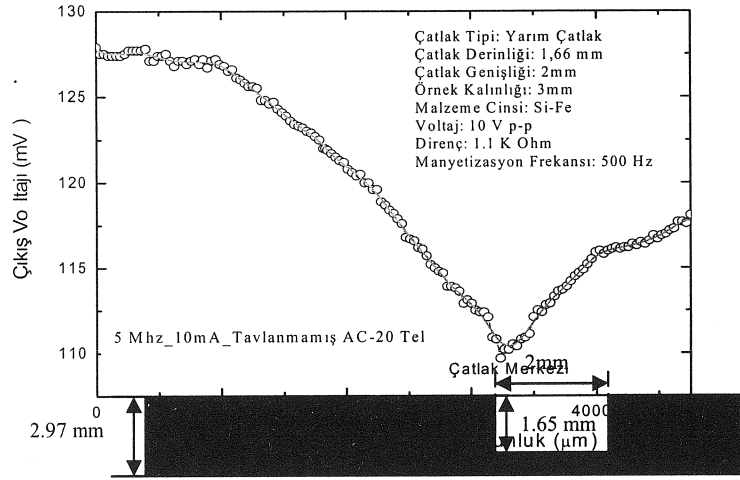 130
125
120
115
110
Çıkış Vo ltajı (mV )
Çatlak Tipi: Yarım Çatlak
Çatlak Derinliği: 1,66 mm
Çatlak Genişliği: 2mm
Örnek Kalınlığı: 3mm
Malzeme Cinsi: Si-Fe
Voltaj: 10 V p-p
Direnç: 1.1 K Ohm
Manyetizasyon Frekansı: 500 Hz
5 Mhz_10mA_Tavlanmamış AC-20 Tel
Çatlak Merkezi
2mm
0
4000
2.97 mm
1.65 mm
nluk (µm)